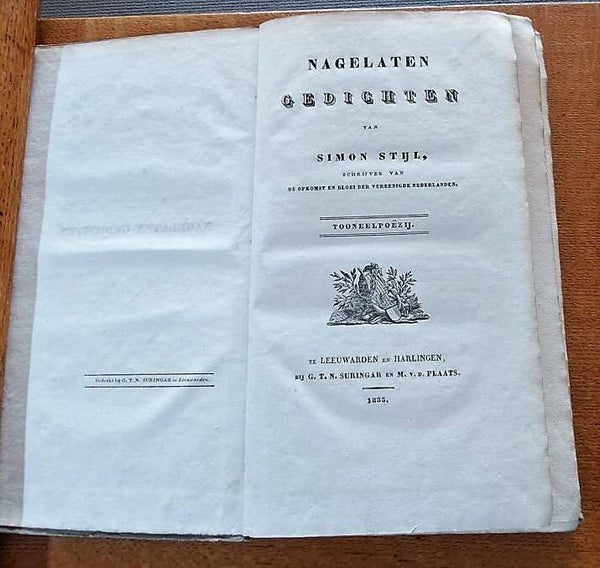 Gedrukt bij G. T. N. SURINGAR te Leeuwarden.
NAGELATEN
GEDICHTEN
VAN
SIMON STIJL,
SCHRIJVER VAN
DE OPKOMST EN BLOEI DER VEREENIGDE NEDERLANDEN.
TOONEELPOËZIJ.
TE LEEUWARDEN EN HARLINGEN,
BIJ G. T. N. SURINGAR EN M. V. D. PLAATS.
1835.